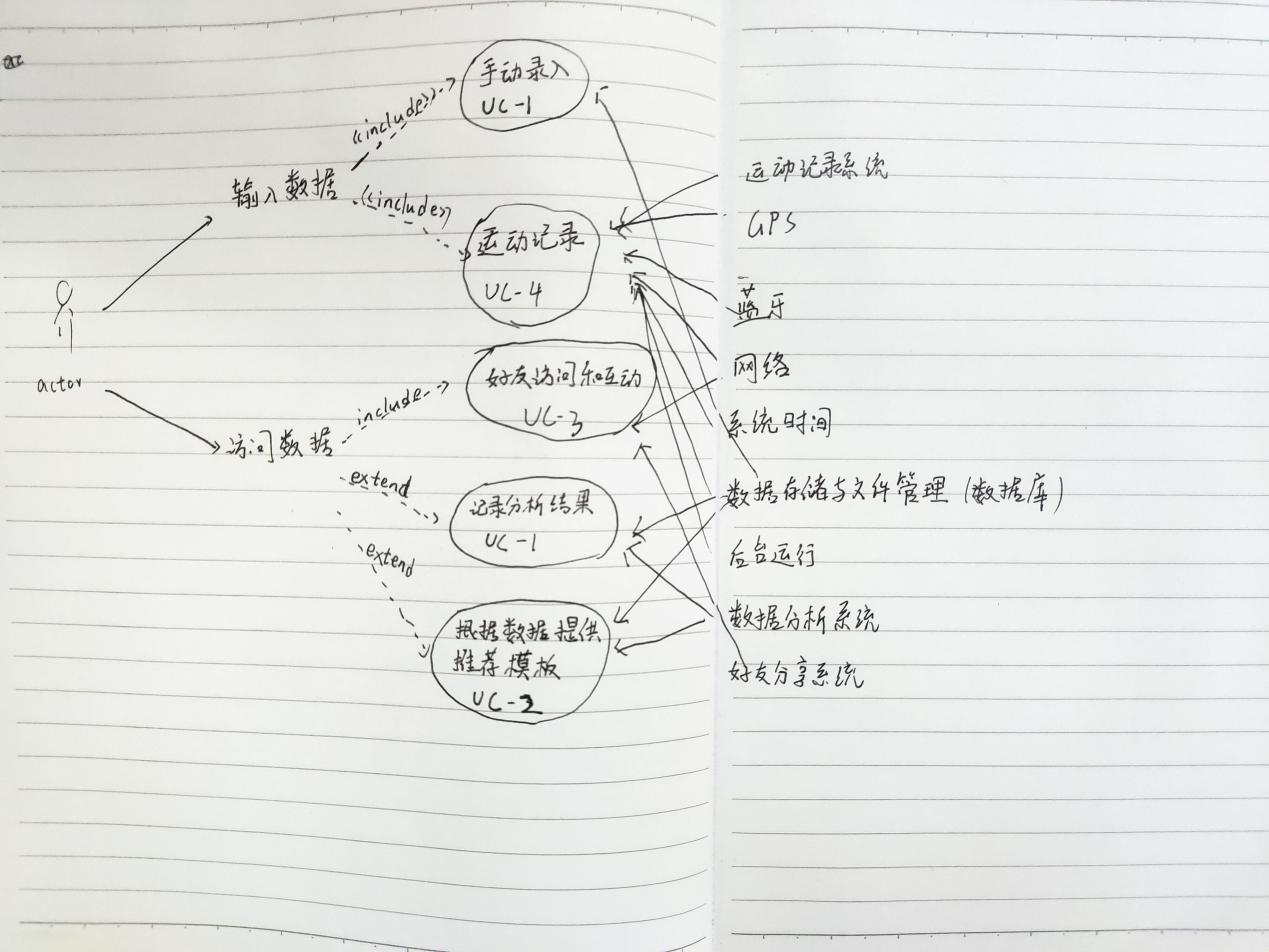 手动录入
UC-1
<<include>>
输入数据
<<include>>
运动记录
UC-4
actor
include
好友访问和互动
UC-3
访问数据
extend
记录分析结果
UC-1
extend
根据数据提供
推荐模板
UC-2
运动记录系统
GPS
蓝牙
网络
系统时间
数据存储与文件管理(数据库)
后台运行
数据分析系统
好友分享系统